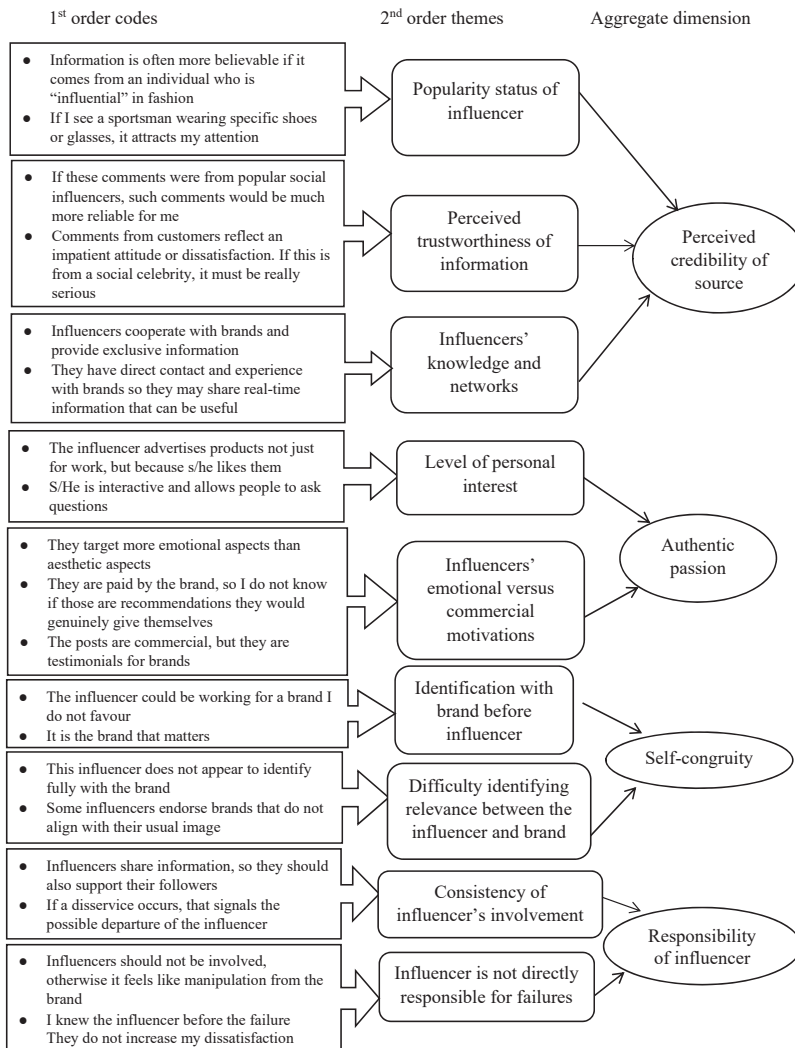 1st order codes
2nd order themes
Aggregate dimension
● Information is often more believable if it
comes from an individual who is
“influential” in fashion
● If I see a sportsman wearing specific shoes
or glasses, it attracts my attention
Popularity status of
influencer
● If these comments were from popular social
influencers, such comments would be much
more reliable for me
● Comments from customers reflect an
impatient attitude or dissatisfaction. If this is
from a social celebrity, it must be really
serious
Perceived
trustworthiness of
information
● Influencers cooperate with brands and
provide exclusive information
● They have direct contact and experience
with brands so they may share real-time
information that can be useful
Influencers’
knowledge and
networks
Perceived
credibility of
source
● The influencer advertises products not just
for work, but because s/he likes them
● S/He is interactive and allows people to ask
questions
Level of personal
interest
● They target more emotional aspects than
aesthetic aspects
● They are paid by the brand, so I do not know
if those are recommendations they would
genuinely give themselves
● The posts are commercial, but they are
testimonials for brands
Influencers’
emotional versus
commercial
motivations
Authentic
passion
● The influencer could be working for a brand I
do not favour
● It is the brand that matters
Identification with
brand before
influencer
● This influencer does not appear to identify
fully with the brand
● Some influencers endorse brands that do not
align with their usual image
Difficulty identifying
relevance between the
influencer and brand
Self-congruity
● Influencers share information, so they should
also support their followers
● If a disservice occurs, that signals the
possible departure of the influencer
Consistency of
influencer’s involvement
● Influencers should not be involved,
otherwise it feels like manipulation from the
brand
● I knew the influencer before the failure
They do not increase my dissatisfaction
Influencer is not directly
responsible for failures
Responsibility
of influencer